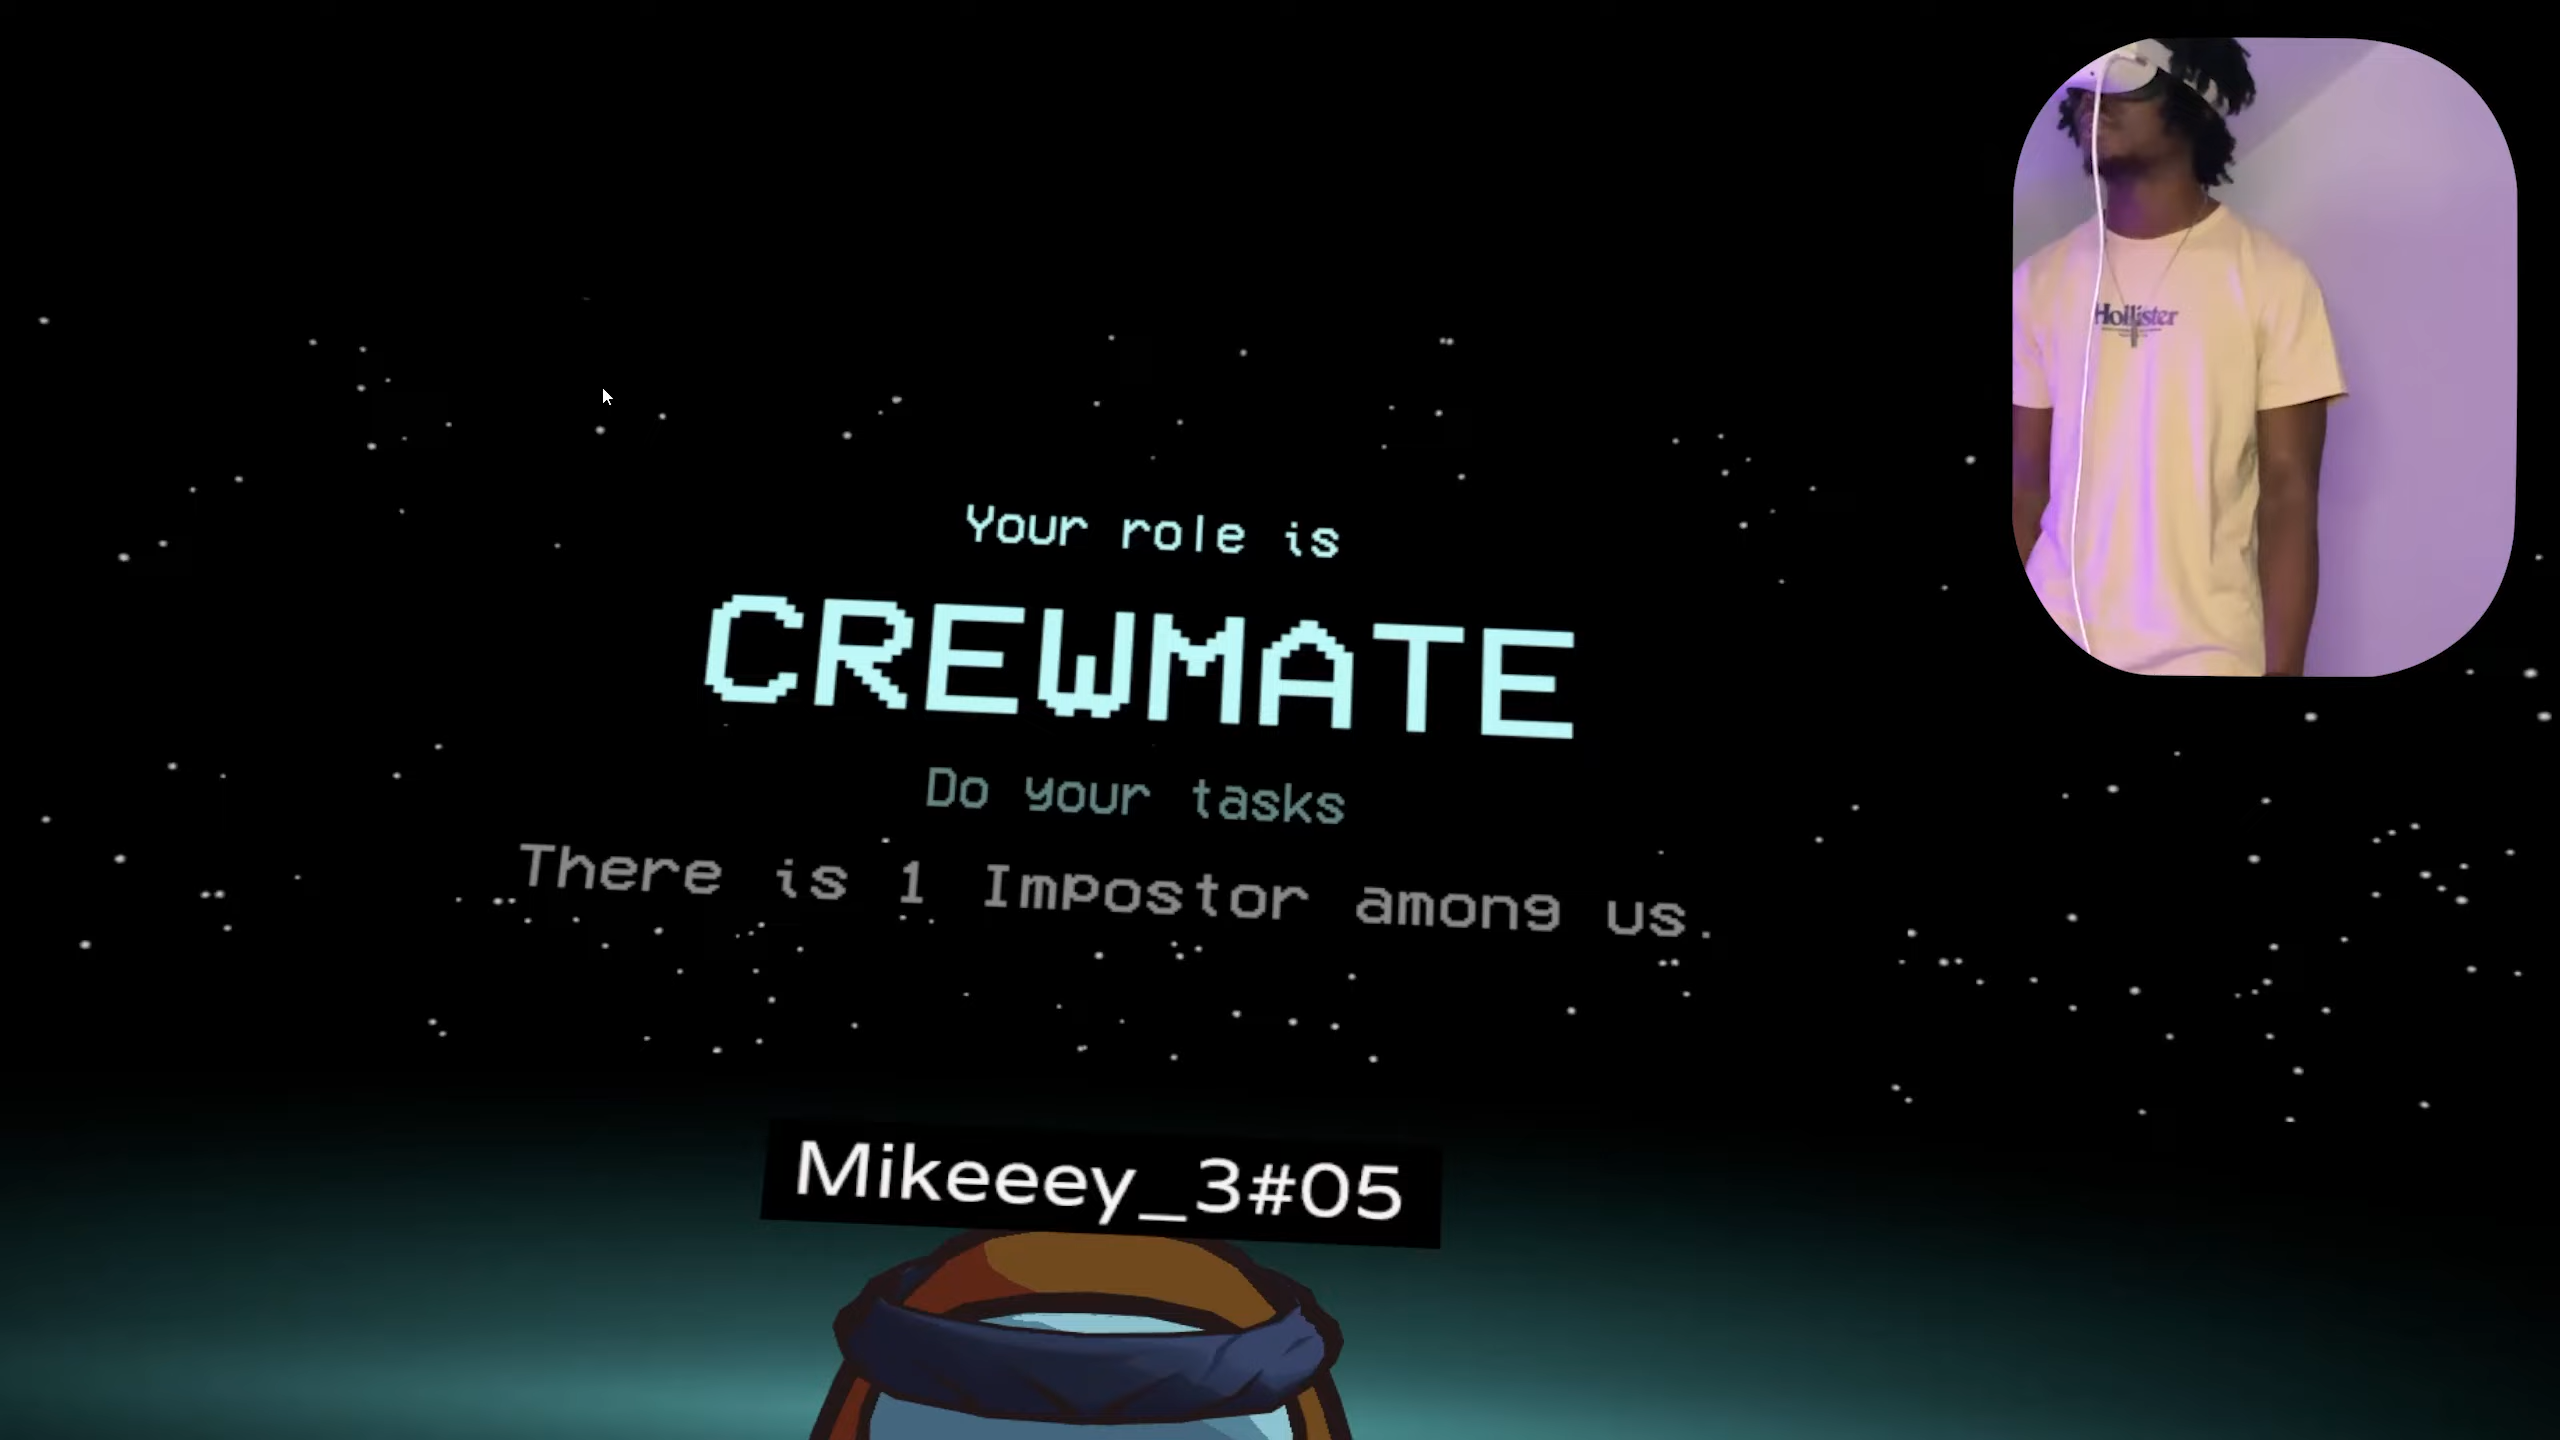 Your role is
CREWMATE
Do your tasks
There is 1 Impostor among us.
Mikeeey_3#05
Hollister